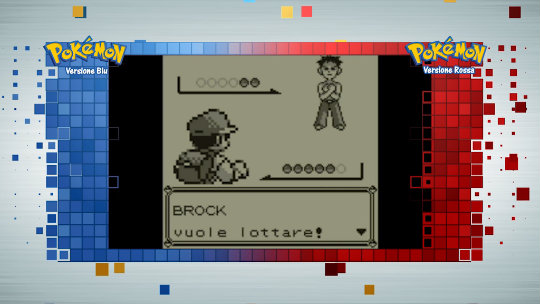 POKéMON
Versione Blu
POKéMON
Versione Rossa
BROCK
vuole lottare!